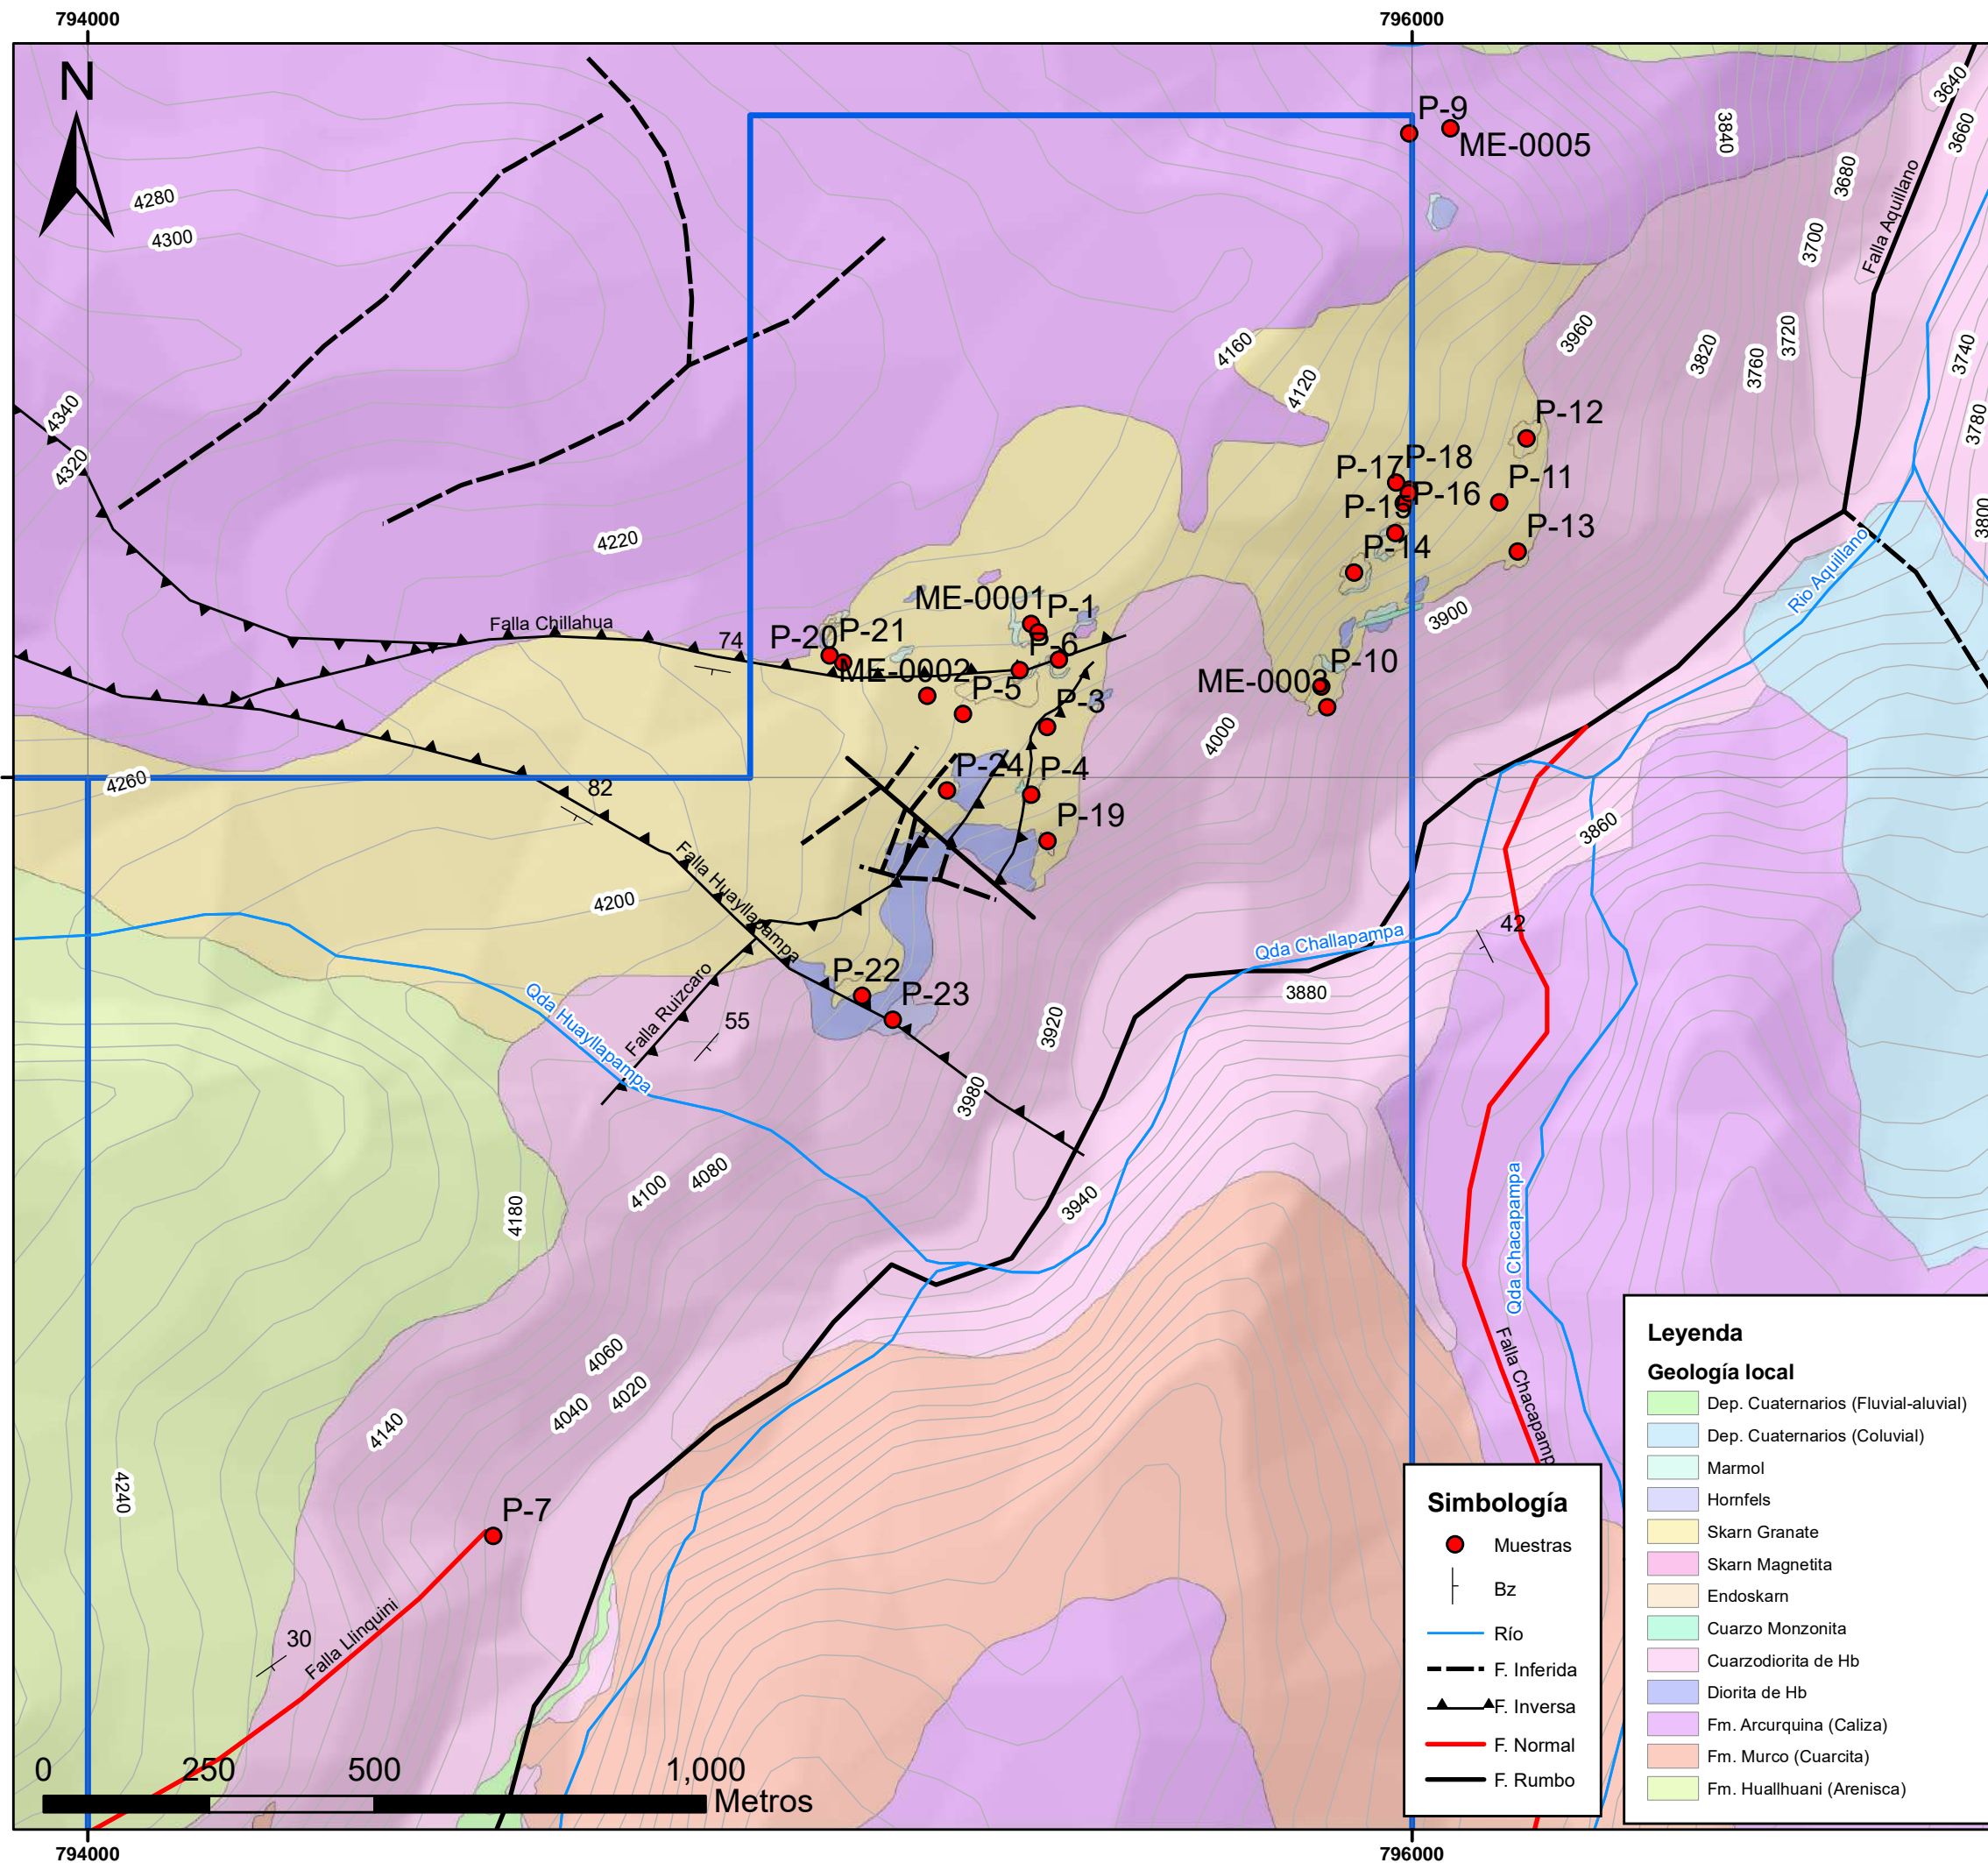 794000
796000
N
P-9
ME-0005
3640
3660
3840
3680
3700
Falla Aquillano
4280
4300
3960
3720
3740
3820
3760
4160
4120
3780
3800
4340
4320
P-12
P-18
P-17
P-11
P-16
P-15
P-13
P-14
4220
Falla Chillahua
74
P-20
P-21
ME-0001
P-1
P-6
ME-0002
P-5
P-3
3900
P-10
ME-0003
4000
Rio Aquillano
4260
82
P-24
P-4
P-19
3860
Falla Huayllapampa
4200
42
Qda Challapampa
3880
P-22
P-23
Falla Ruizcaro
55
Qda Huayllapampa
3920
3980
4100
4080
4180
3940
Qda Chacapampa
Falla Chacapamp
4060
4040
4020
4140
4240
P-7
30
Falla Llinquini
0
250
500
1,000
Metros
Simbología
Muestras
Bz
Río
F. Inferida
F. Inversa
F. Normal
F. Rumbo
Leyenda
Geología local
Dep. Cuaternarios (Fluvial-aluvial)
Dep. Cuaternarios (Coluvial)
Marmol
Hornfels
Skarn Granate
Skarn Magnetita
Endoskarn
Cuarzo Monzonita
Cuarzodiorita de Hb
Diorita de Hb
Fm. Arcurquina (Caliza)
Fm. Murco (Cuarcita)
Fm. Huallhuani (Arenisca)
794000
796000